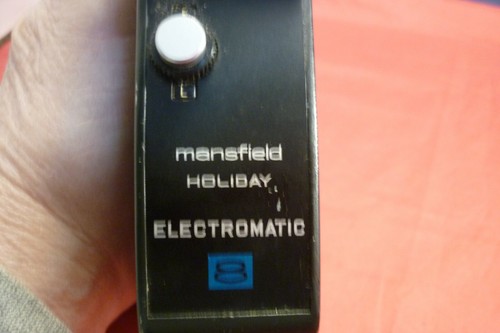 mansfield
HOLIDAY
ELECTROMATIC
8